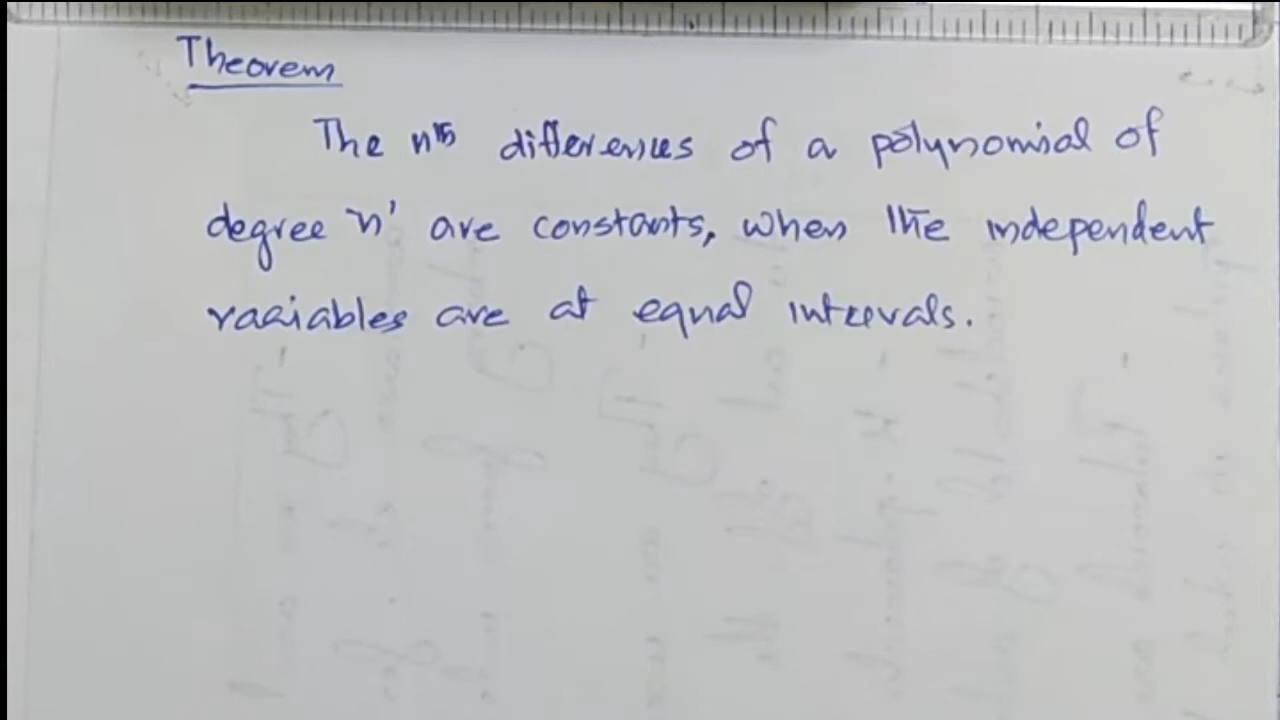 Theorem
The nth differences of a polynomial of
degree 'n' are constants, when the independent
variables are at equal intervals.